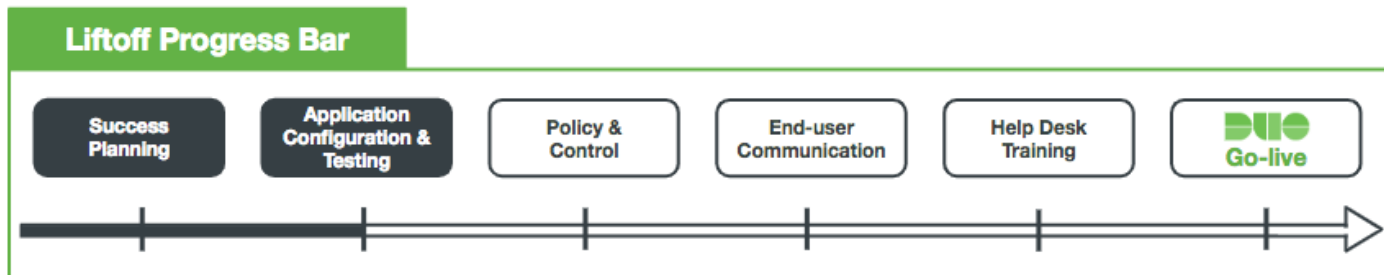 Liftoff Progress Bar
Success
Planning
Application
Configuration &
Testing
Policy &
Control
End-user
Communication
Help Desk
Training
DUO
Go-live